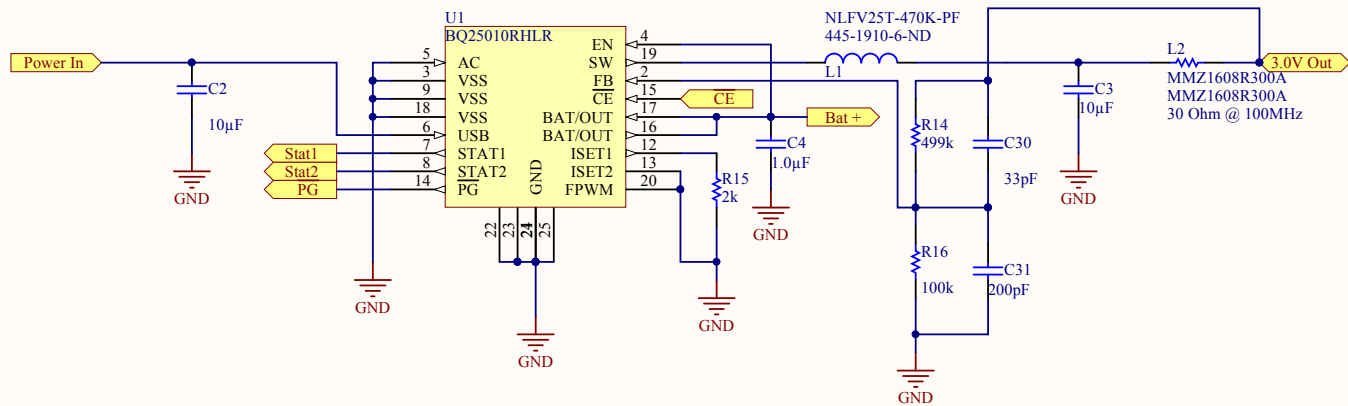 U1
BQ25010RHLR
NLFV25T-470K-PF
445-1910-6-ND
L1
L2
MMZ1608R300A
MMZ1608R300A
30 Ohm @ 100MHz
Power In
3.0V Out
C2
10µF
GND
5 AC
3 VSS
9 VSS
18 VSS
6 USB
7 STAT1
8 STAT2
14 PG
Stat1
Stat2
PG
EN 4
SW 19
FB 2
CE 15
BAT/OUT 17
BAT/OUT 16
ISET1 12
ISET2 13
FPWM 20
GND
22
23
24
25
CE
Bat +
C4
1.0µF
GND
R15
2k
GND
R14
499k
C30
33pF
C3
10µF
GND
R16
100k
C31
200pF
GND
GND
GND